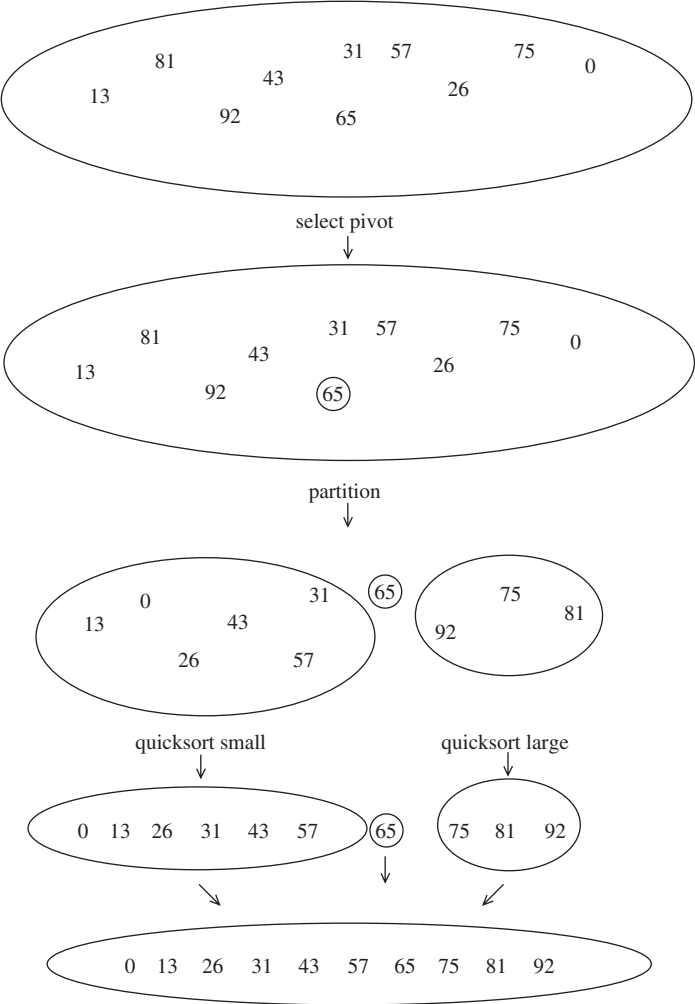 31 57 75
81 0
43
13 26
92 65
select pivot
31 57 75
81 0
43
13 26
92 65
partition
0 31 65 75
13 43 81
92
26 57
quicksort small quicksort large
0 13 26 31 43 57 65 75 81 92
0 13 26 31 43 57 65 75 81 92